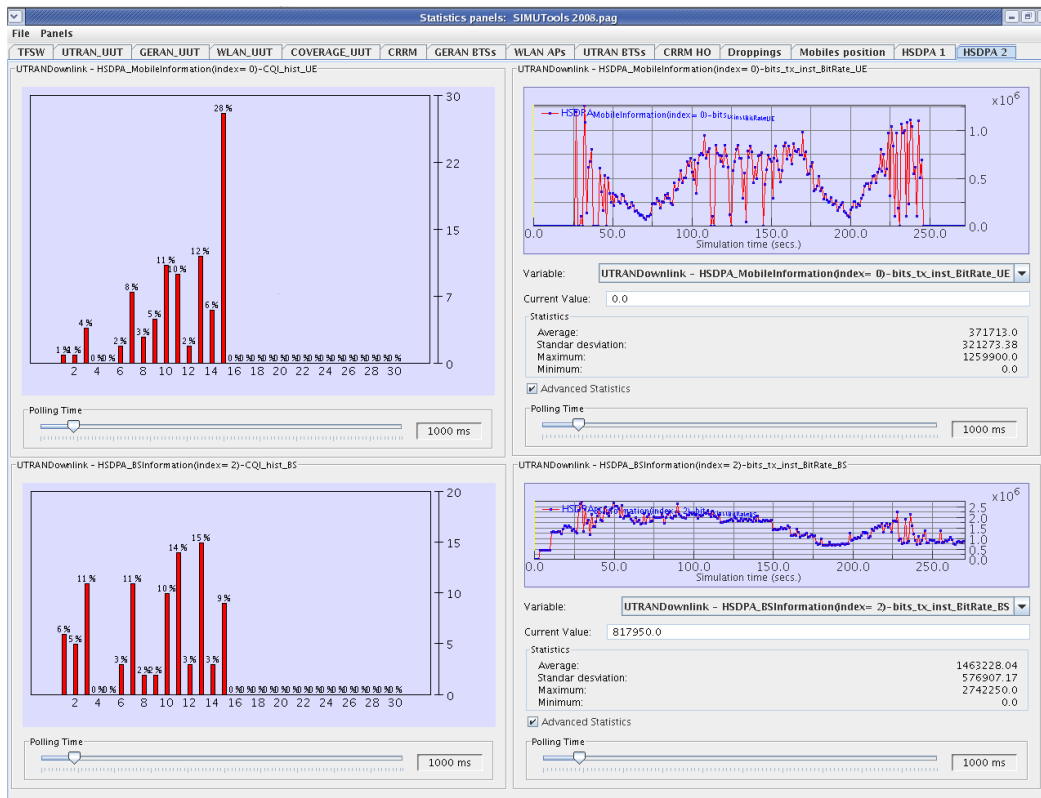 Statistics panels: SIMUTools 2008.pag
File Panels
TFSW UTRAN_UUT GERAN_UUT WLAN_UUT COVERAGE_UUT CRRM GERAN BTSs WLAN APs UTRAN BTSs CRRM HO Droppings Mobiles position HSDPA 1 HSDPA 2
UTRANDownlink - HSDPA_MobileInformation(index= 0)-CQI_hist_UE
30
28 %
22
15
12 %
11 %
10 %
8 %
7
6 %
5 %
4 %
3 %
2 %
2 %
1 %
0
2 4 6 8 10 12 14 16 18 20 22 24 26 28 30
Polling Time
1000 ms
UTRANDownlink - HSDPA_MobileInformation(index= 0)-bits_tx_inst_BitRate_UE
x10^6
HSDPA_MobileInformation(index= 0)-bits_tx_inst_BitRate_UE
1.0
0.5
0.0
0.0 50.0 100.0 150.0 200.0 250.0
Simulation time (secs.)
Variable: UTRANDownlink - HSDPA_MobileInformation(index= 0)-bits_tx_inst_BitRate_UE
Current Value: 0.0
Statistics
Average: 371713.0
Standar desviation: 321273.38
Maximum: 1259900.0
Minimum: 0.0
Advanced Statistics
Polling Time
1000 ms
UTRANDownlink - HSDPA_BSInformation(index= 2)-CQI_hist_BS
20
15 %
15
14 %
11 %
11 %
10 %
10
9 %
6 %
5 %
5
3 %
3 %
3 %
2 %
2 %
0
2 4 6 8 10 12 14 16 18 20 22 24 26 28 30
Polling Time
1000 ms
UTRANDownlink - HSDPA_BSInformation(index= 2)-bits_tx_inst_BitRate_BS
x10^6
2.5
2.0
1.5
1.0
0.5
0.0
0.0 50.0 100.0 150.0 200.0 250.0
Simulation time (secs.)
Variable: UTRANDownlink - HSDPA_BSInformation(index= 2)-bits_tx_inst_BitRate_BS
Current Value: 817950.0
Statistics
Average: 1463228.04
Standar desviation: 576907.17
Maximum: 2742250.0
Minimum: 0.0
Advanced Statistics
Polling Time
1000 ms